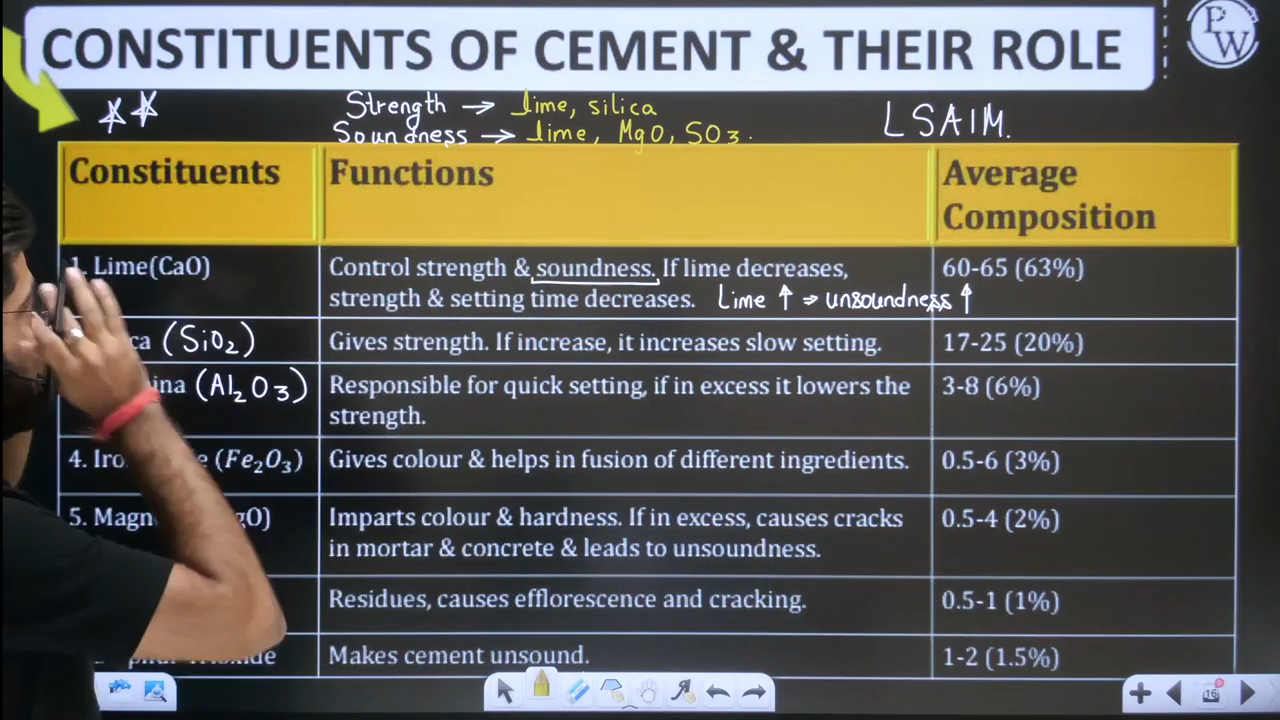 CONSTITUENTS OF CEMENT & THEIR ROLE
PW
Strength → lime, silica
LSAIM.
Soundness → lime, MgO, SO3.
Constituents Functions Average Composition
1. Lime(CaO) Control strength & soundness. If lime decreases, 60-65 (63%)
strength & setting time decreases. Lime ↑ ⇒ unsoundness ↑
(SiO2) Gives strength. If increase, it increases slow setting. 17-25 (20%)
(Al2O3) Responsible for quick setting, if in excess it lowers the 3-8 (6%)
strength.
4. (Fe2O3) Gives colour & helps in fusion of different ingredients. 0.5-6 (3%)
5. Imparts colour & hardness. If in excess, causes cracks 0.5-4 (2%)
in mortar & concrete & leads to unsoundness.
Residues, causes efflorescence and cracking. 0.5-1 (1%)
Makes cement unsound. 1-2 (1.5%)
16